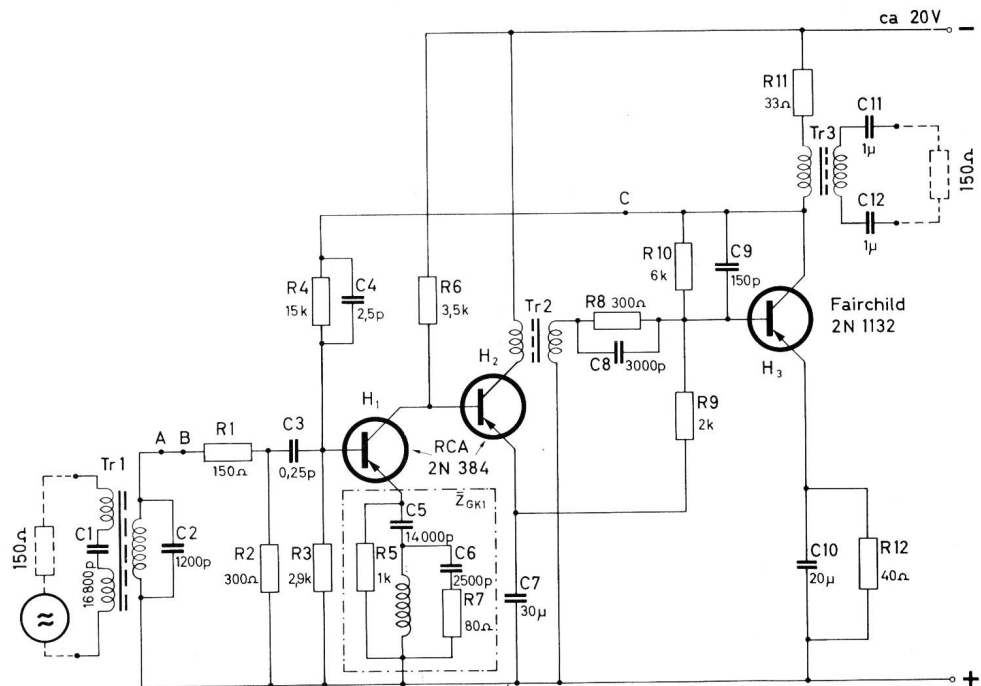 ca 20V
−
R11
33Ω
C11
1μ
Tr3
150Ω
C12
1μ
C
R10
6k
C9
150p
R4
15k
C4
2,5p
R6
3,5k
Tr2
R8 300Ω
C8
3000p
Fairchild
2N 1132
H₃
H₂
H₁
R9
2k
A B
R1
150Ω
C3
0,25p
RCA
2N 384
Tr1
150Ω
C1
16800p
C2
1200p
R2
300Ω
R3
2,9k
Z̄GK1
C5
14000p
R5
1k
C6
2500p
R7
80Ω
C7
30μ
C10
20μ
R12
40Ω
≈
+